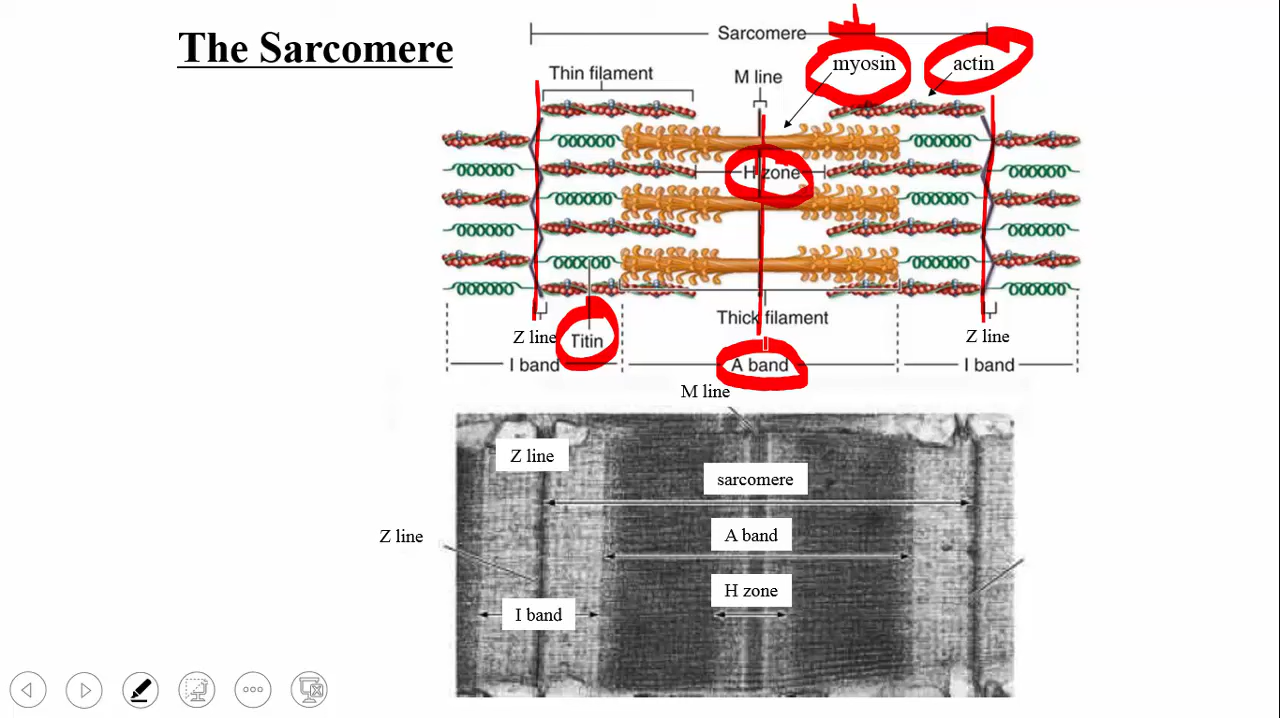 The Sarcomere
Sarcomere
myosin
actin
Thin filament
M line
H zone
Thick filament
Z line
Titin
Z line
I band
A band
I band
M line
Z line
sarcomere
Z line
A band
H zone
I band